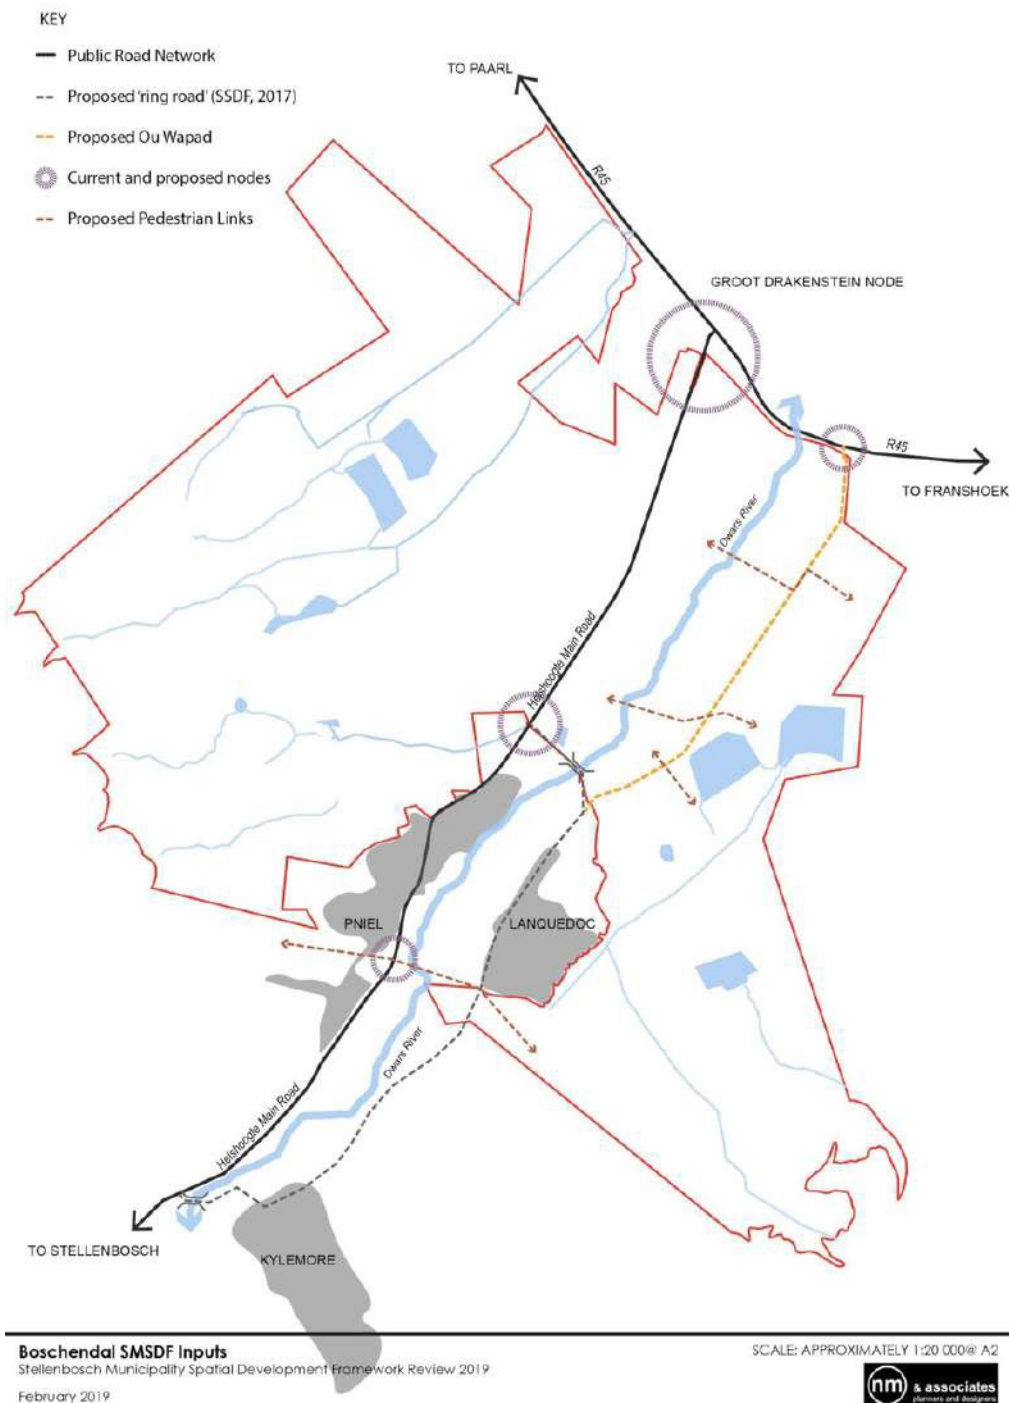 KEY
Public Road Network
Proposed 'ring road' (SSDF, 2017)
Proposed Ou Wapad
Current and proposed nodes
Proposed Pedestrian Links
TO PAARL
R45
GROOT DRAKENSTEIN NODE
R45
TO FRANSHOEK
Dwars River
Helshoogte Main Road
PNIEL
LANQUEDOC
Dwars River
Helshoogte Main Road
TO STELLENBOSCH
KYLEMORE
Boschendal SMSDF Inputs
Stellenbosch Municipality Spatial Development Framework Review 2019
February 2019
SCALE: APPROXIMATELY 1:20 000@ A2
nm & associates
planners and designers